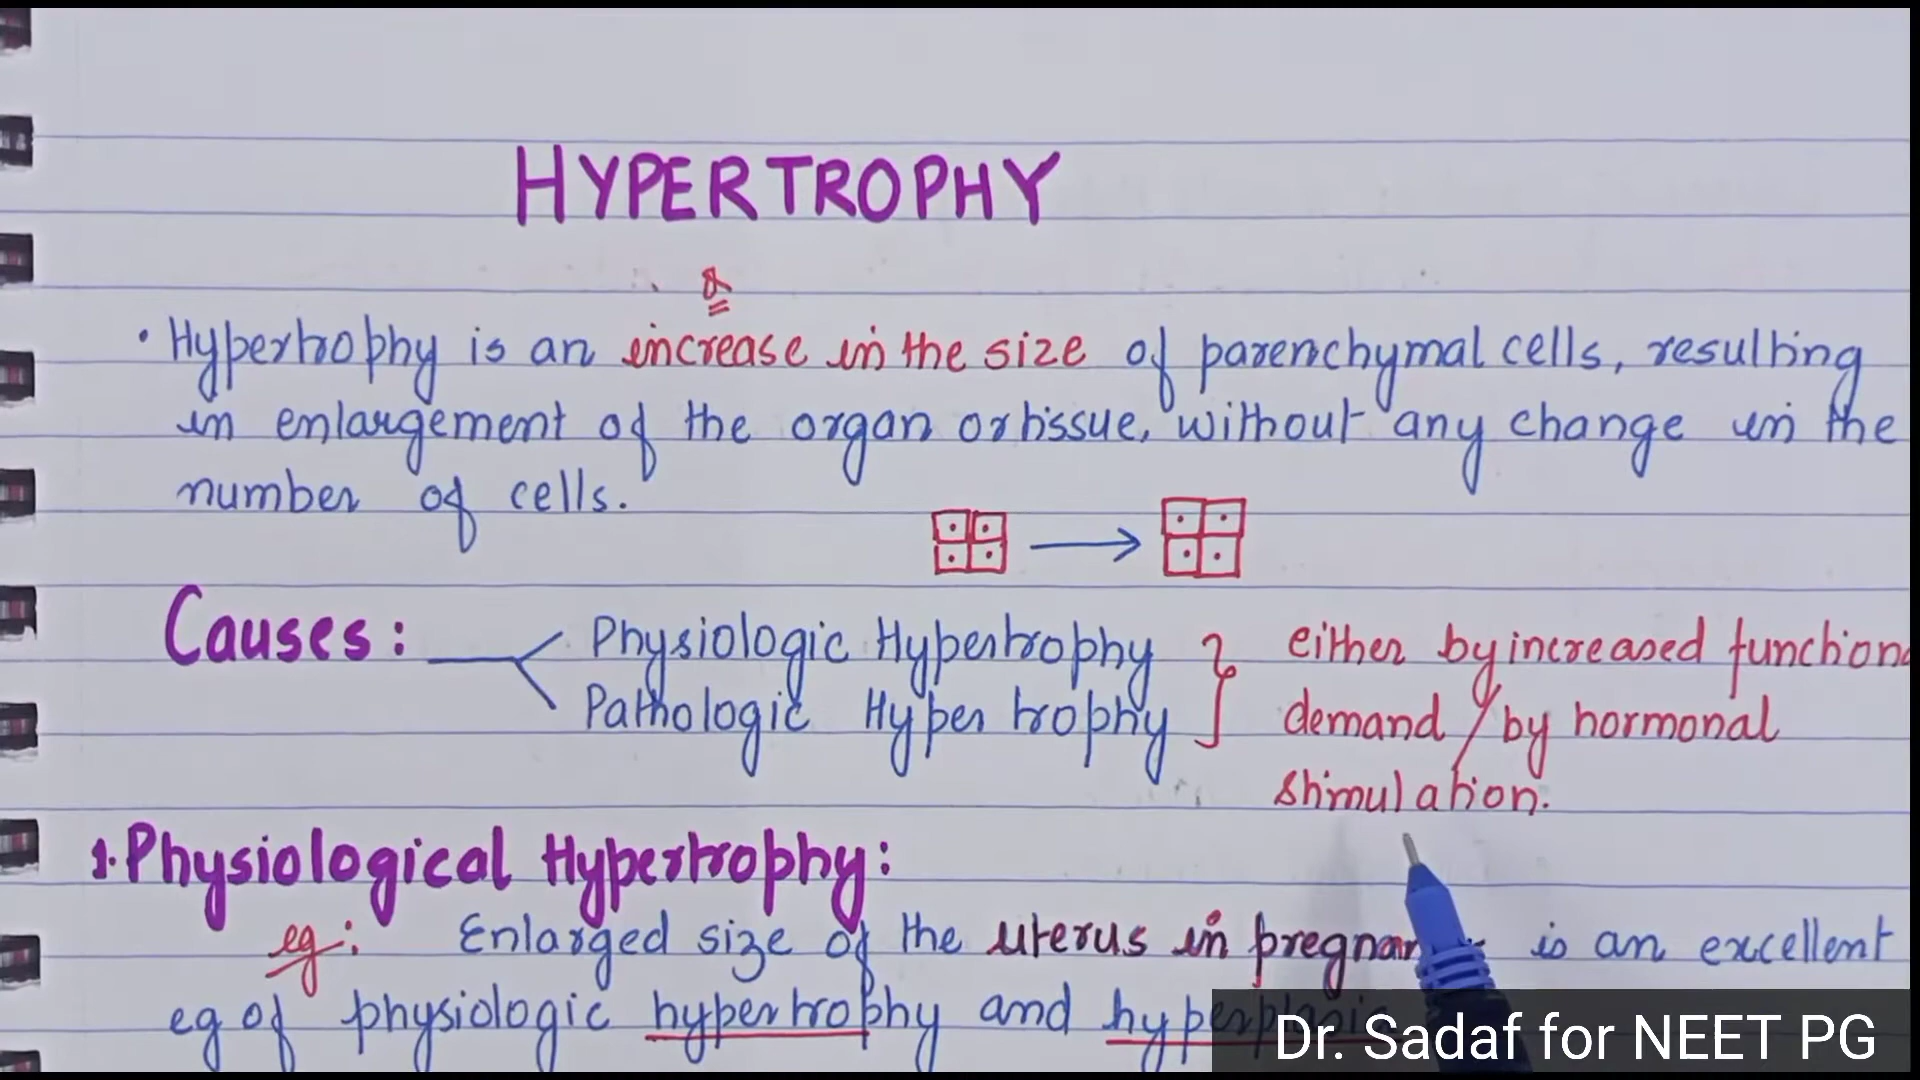 HYPERTROPHY
• Hypertrophy is an increase in the size of parenchymal cells, resulting
in enlargement of the organ or tissue, without any change in the
number of cells.
Causes:
Physiologic Hypertrophy
Pathologic Hypertrophy
either by increased function
demand / by hormonal
stimulation.
1. Physiological Hypertrophy:
eg: Enlarged size of the uterus in is an excellent
eg of physiologic hypertrophy and
Dr. Sadaf for NEET PG